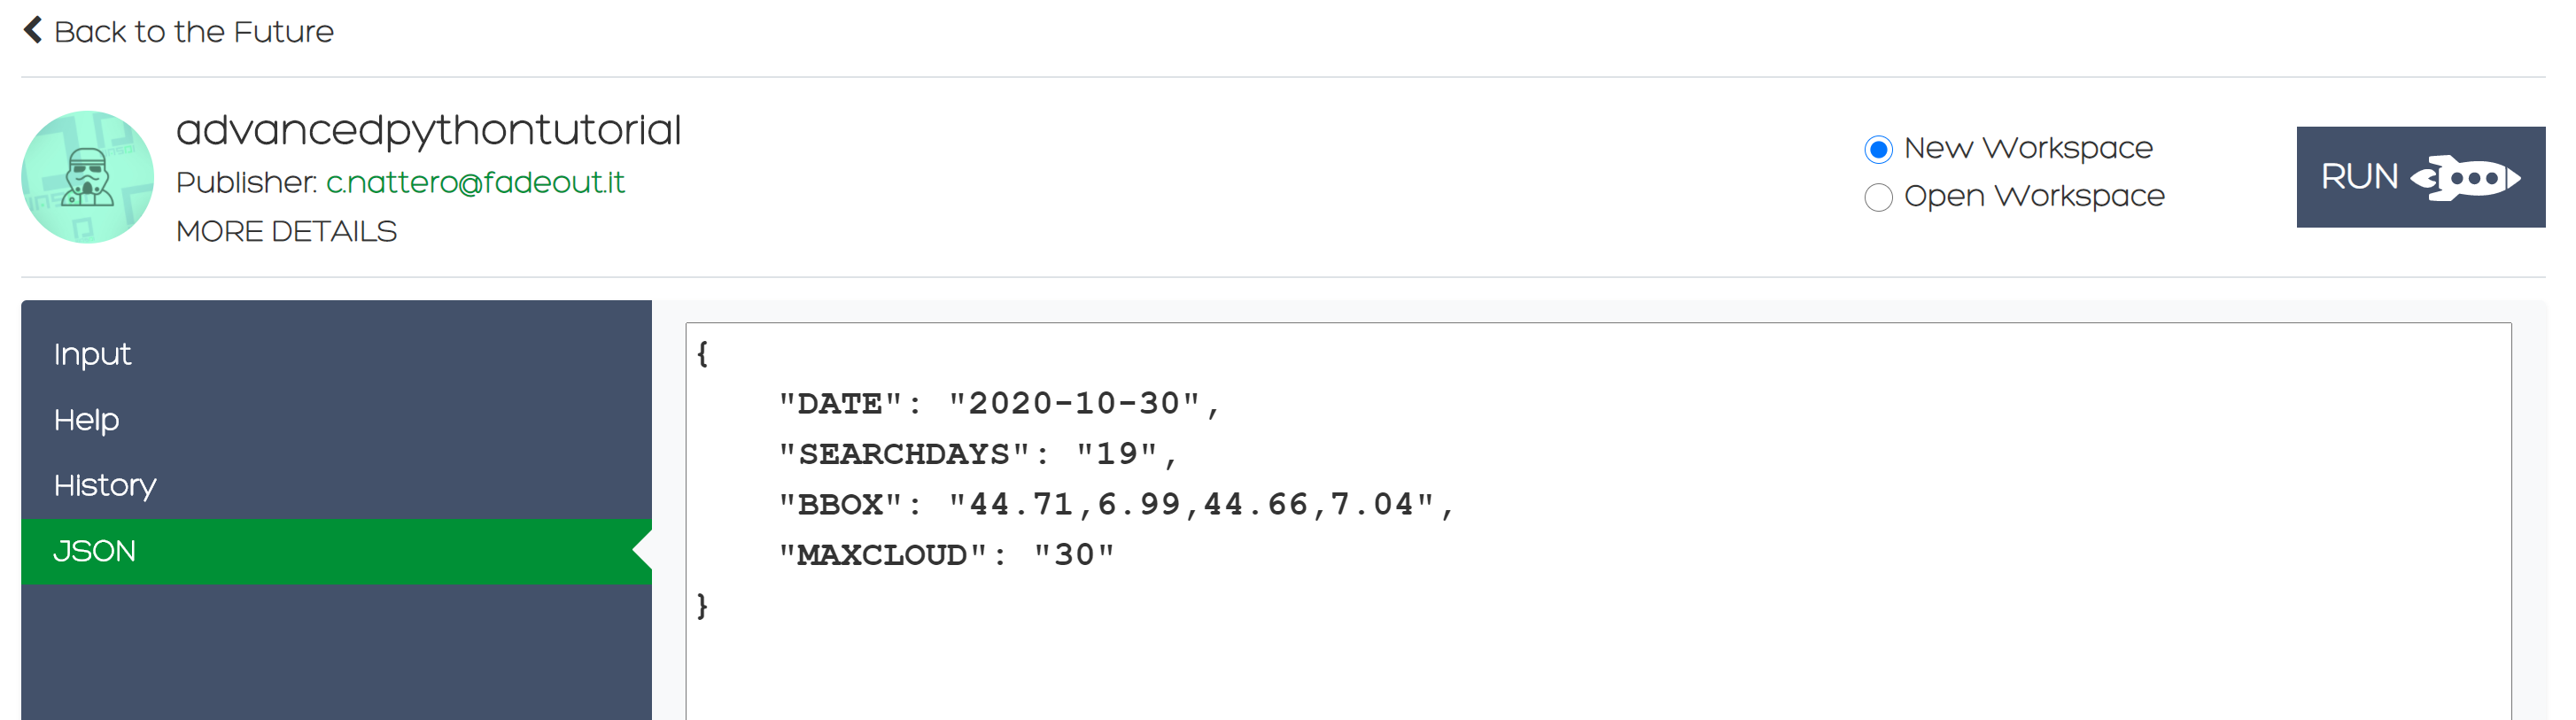 Back to the Future
advancedpythontutorial
Publisher: c.nattero@fadeout.it
MORE DETAILS
New Workspace
Open Workspace
RUN
Input
Help
History
JSON
{
"DATE": "2020-10-30",
"SEARCHDAYS": "19",
"BBOX": "44.71,6.99,44.66,7.04",
"MAXCLOUD": "30"
}